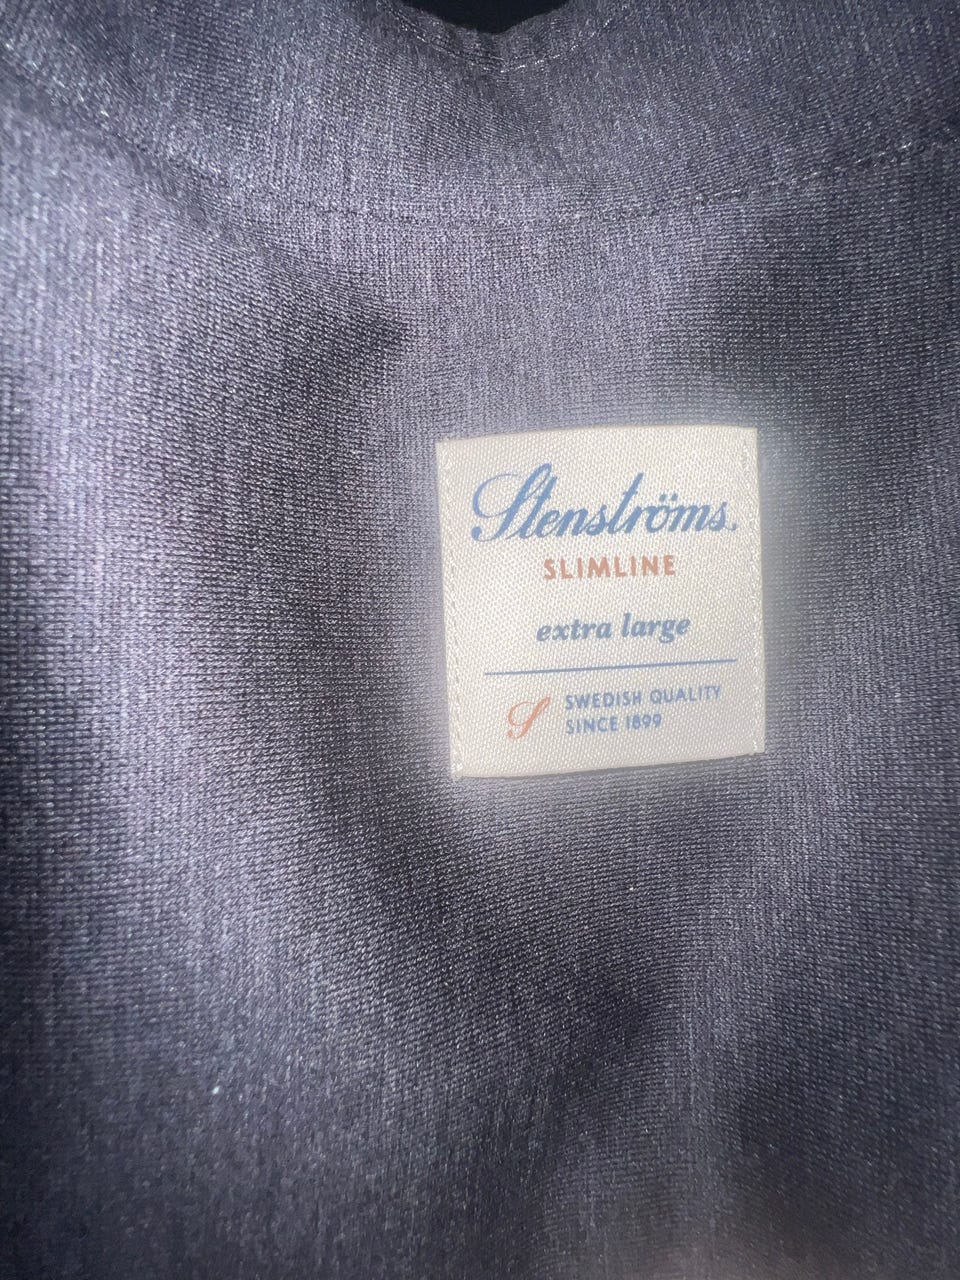 Stenströms.
SLIMLINE
extra large
S SWEDISH QUALITY
SINCE 1899